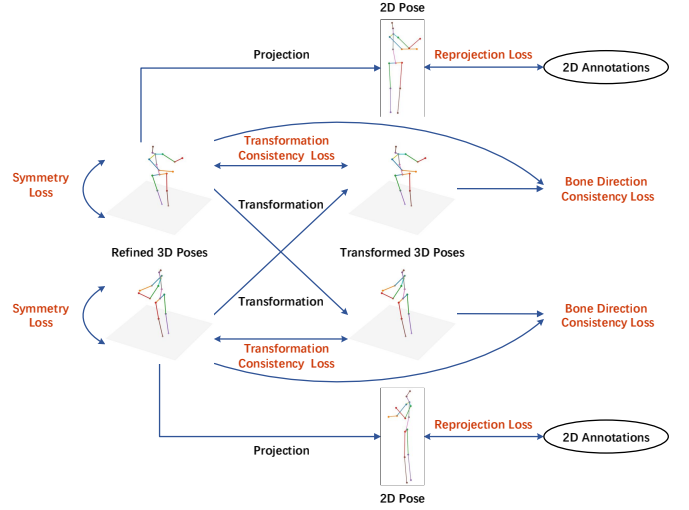 2D Pose
Projection
Reprojection Loss
2D Annotations
Transformation
Consistency Loss
Symmetry
Loss
Bone Direction
Consistency Loss
Transformation
Refined 3D Poses
Transformed 3D Poses
Transformation
Symmetry
Loss
Bone Direction
Consistency Loss
Transformation
Consistency Loss
Reprojection Loss
2D Annotations
Projection
2D Pose